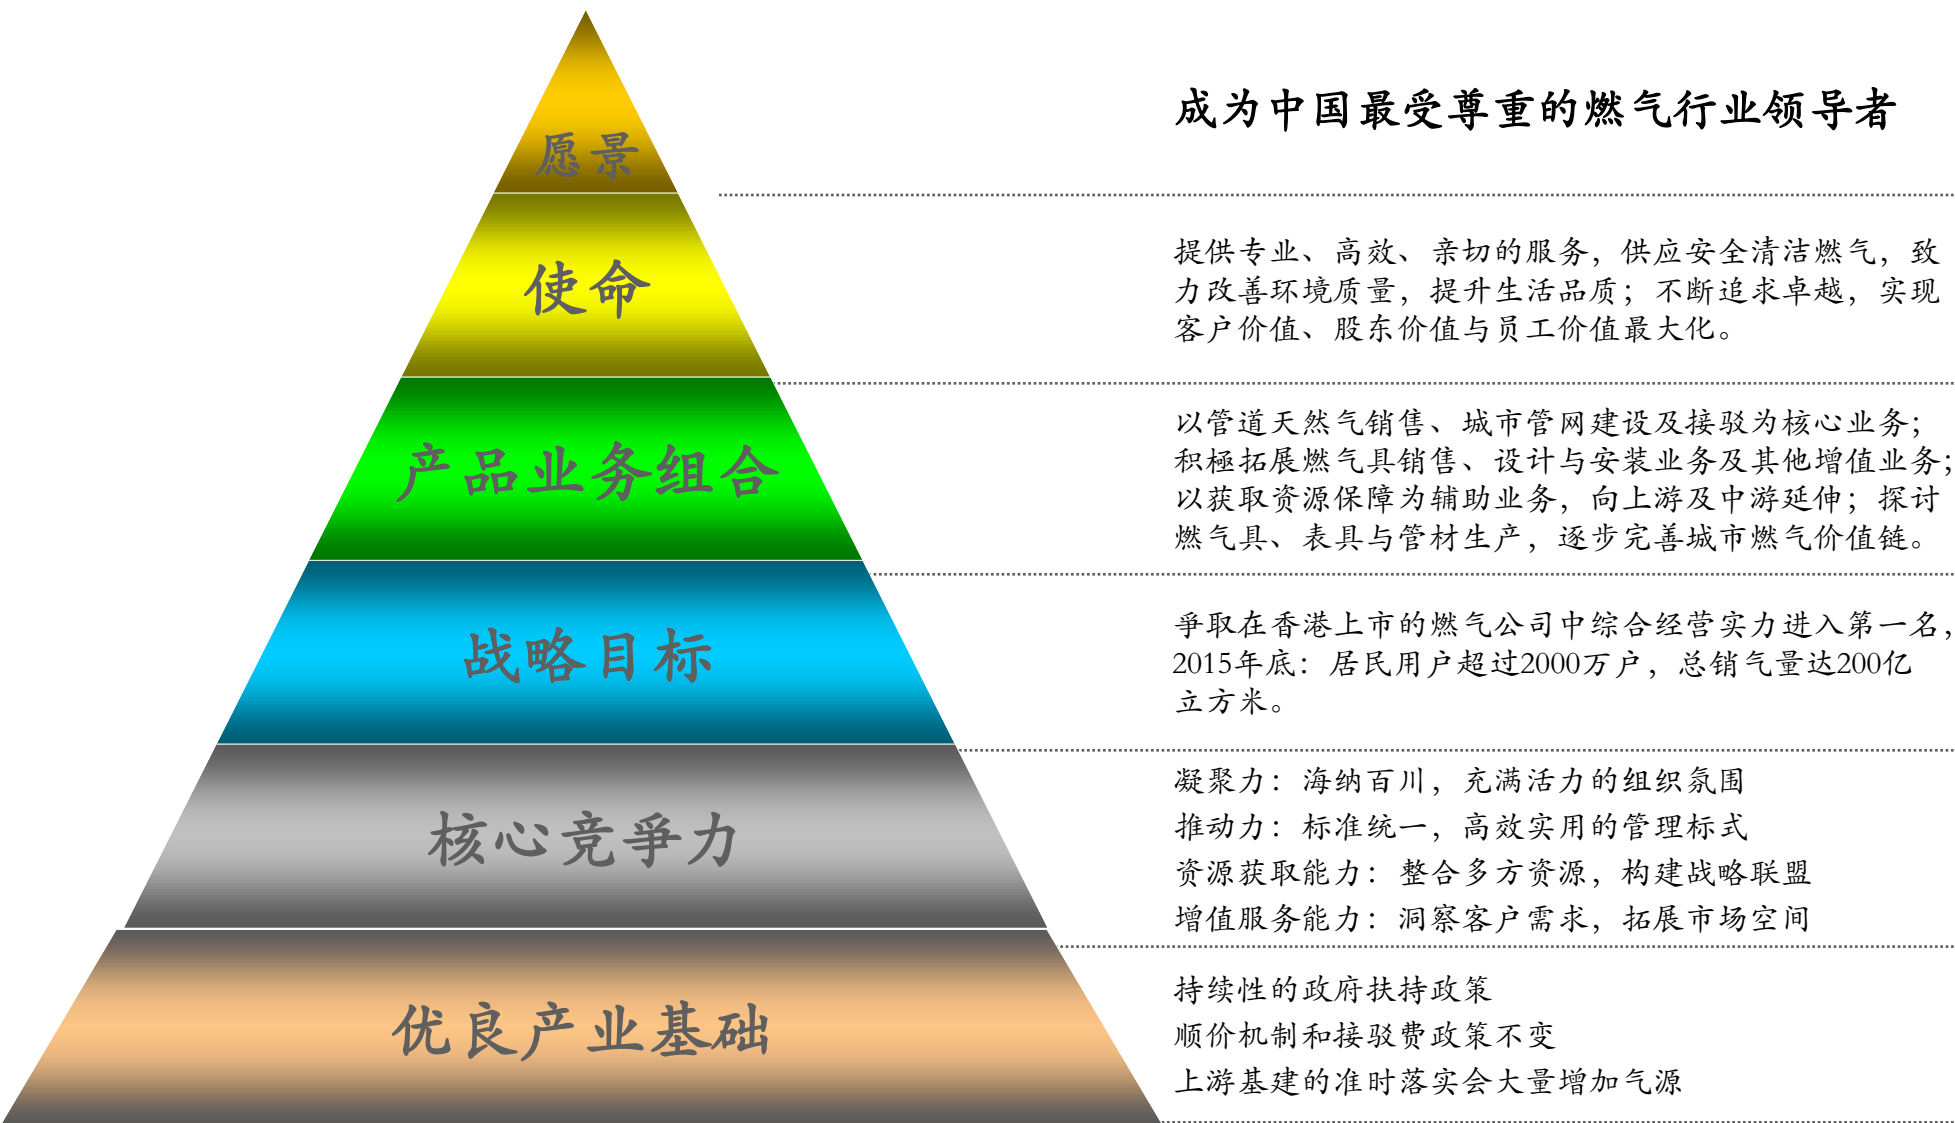 愿景
成为中国最受尊重的燃气行业领导者
使命
提供专业、高效、亲切的服务，供应安全清洁燃气，致
力改善环境质量，提升生活品质；不断追求卓越，实现
客户价值、股东价值与员工价值最大化。
产品业务组合
以管道天然气销售、城市管网建设及接驳为核心业务；
积極拓展燃气具销售、设计与安装业务及其他增值业务；
以获取资源保障为辅助业务，向上游及中游延伸；探讨
燃气具、表具与管材生产，逐步完善城市燃气价值链。
战略目标
爭取在香港上市的燃气公司中综合经营实力进入第一名，
2015年底：居民用户超过2000万户，总销气量达200亿
立方米。
核心竞爭力
凝聚力：海纳百川，充满活力的组织氛围
推动力：标准统一，高效实用的管理标式
资源获取能力：整合多方资源，构建战略联盟
增值服务能力：洞察客户需求，拓展市场空间
优良产业基础
持续性的政府扶持政策
顺价机制和接驳费政策不变
上游基建的准时落实会大量增加气源